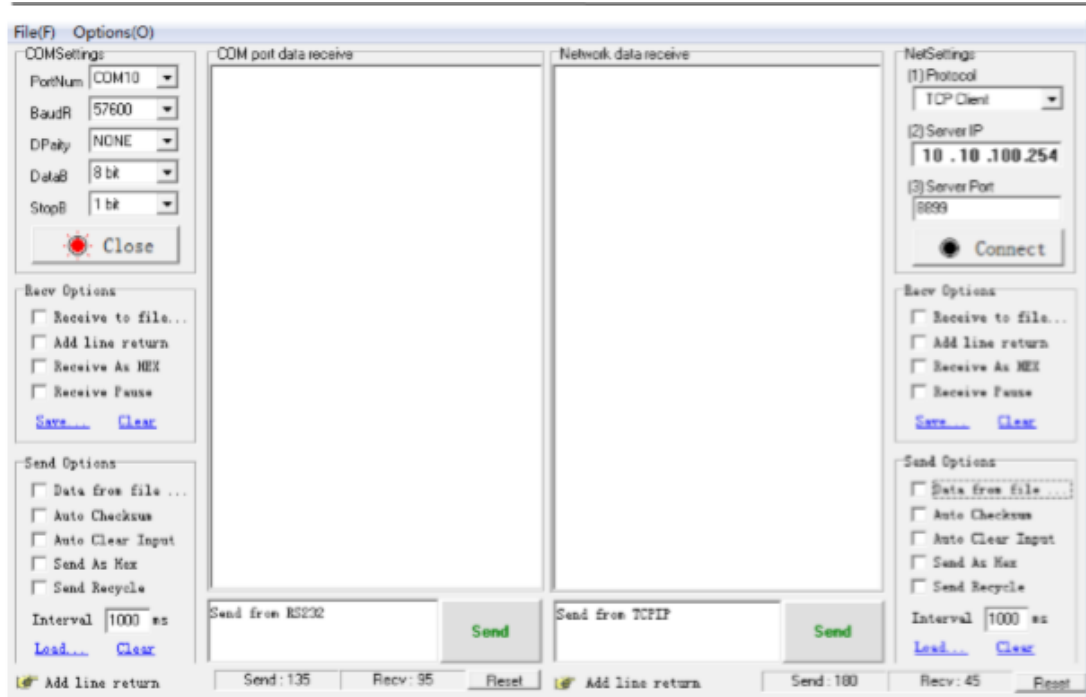 File(F) Options(O)
COMSettings
PortNum COM10
BaudR 57600
DPaity NONE
DataB 8 bit
StopB 1 bit
Close
Recv Options
Receive to file...
Add line return
Receive As HEX
Receive Pause
Save... Clear
Send Options
Data from file ...
Auto Checksum
Auto Clear Input
Send As Hex
Send Recycle
Interval 1000 ms
Load... Clear
Add line return
COM port data receive
Send from RS232
Send
Send : 135 Recv : 95 Reset
Network data receive
Send from TCPIP
Send
Add line return
Send : 180 Recv : 45 Reset
NetSettings
(1) Protocol
TCP Client
(2) Server IP
10 . 10 .100.254
(3) Server Port
8899
Connect
Recv Options
Receive to file...
Add line return
Receive As HEX
Receive Pause
Save... Clear
Send Options
Data from file ...
Auto Checksum
Auto Clear Input
Send As Hex
Send Recycle
Interval 1000 ms
Load... Clear